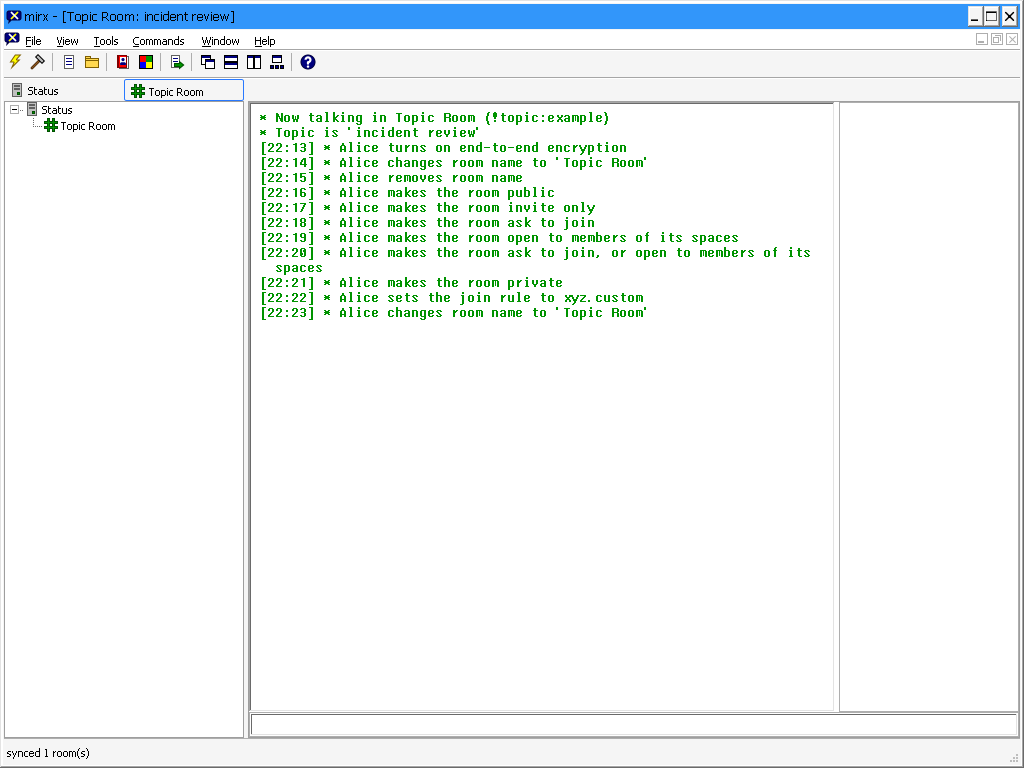 mirx - [Topic Room: incident review]
File View Tools Commands Window Help
Status Topic Room
Status
Topic Room
* Now talking in Topic Room (!topic:example)
* Topic is 'incident review'
[22:13] * Alice turns on end-to-end encryption
[22:14] * Alice changes room name to 'Topic Room'
[22:15] * Alice removes room name
[22:16] * Alice makes the room public
[22:17] * Alice makes the room invite only
[22:18] * Alice makes the room ask to join
[22:19] * Alice makes the room open to members of its spaces
[22:20] * Alice makes the room ask to join, or open to members of its
spaces
[22:21] * Alice makes the room private
[22:22] * Alice sets the join rule to xyz.custom
[22:23] * Alice changes room name to 'Topic Room'
synced 1 room(s)